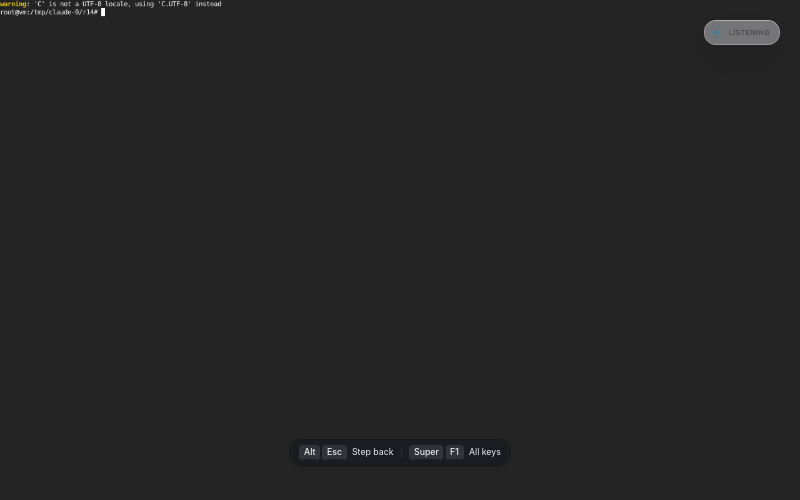 warning: 'C' is not a UTF-8 locale, using 'C.UTF-8' instead
root@vm:/tmp/claude-0/r14#
LISTENING
Alt Esc Step back Super F1 All keys